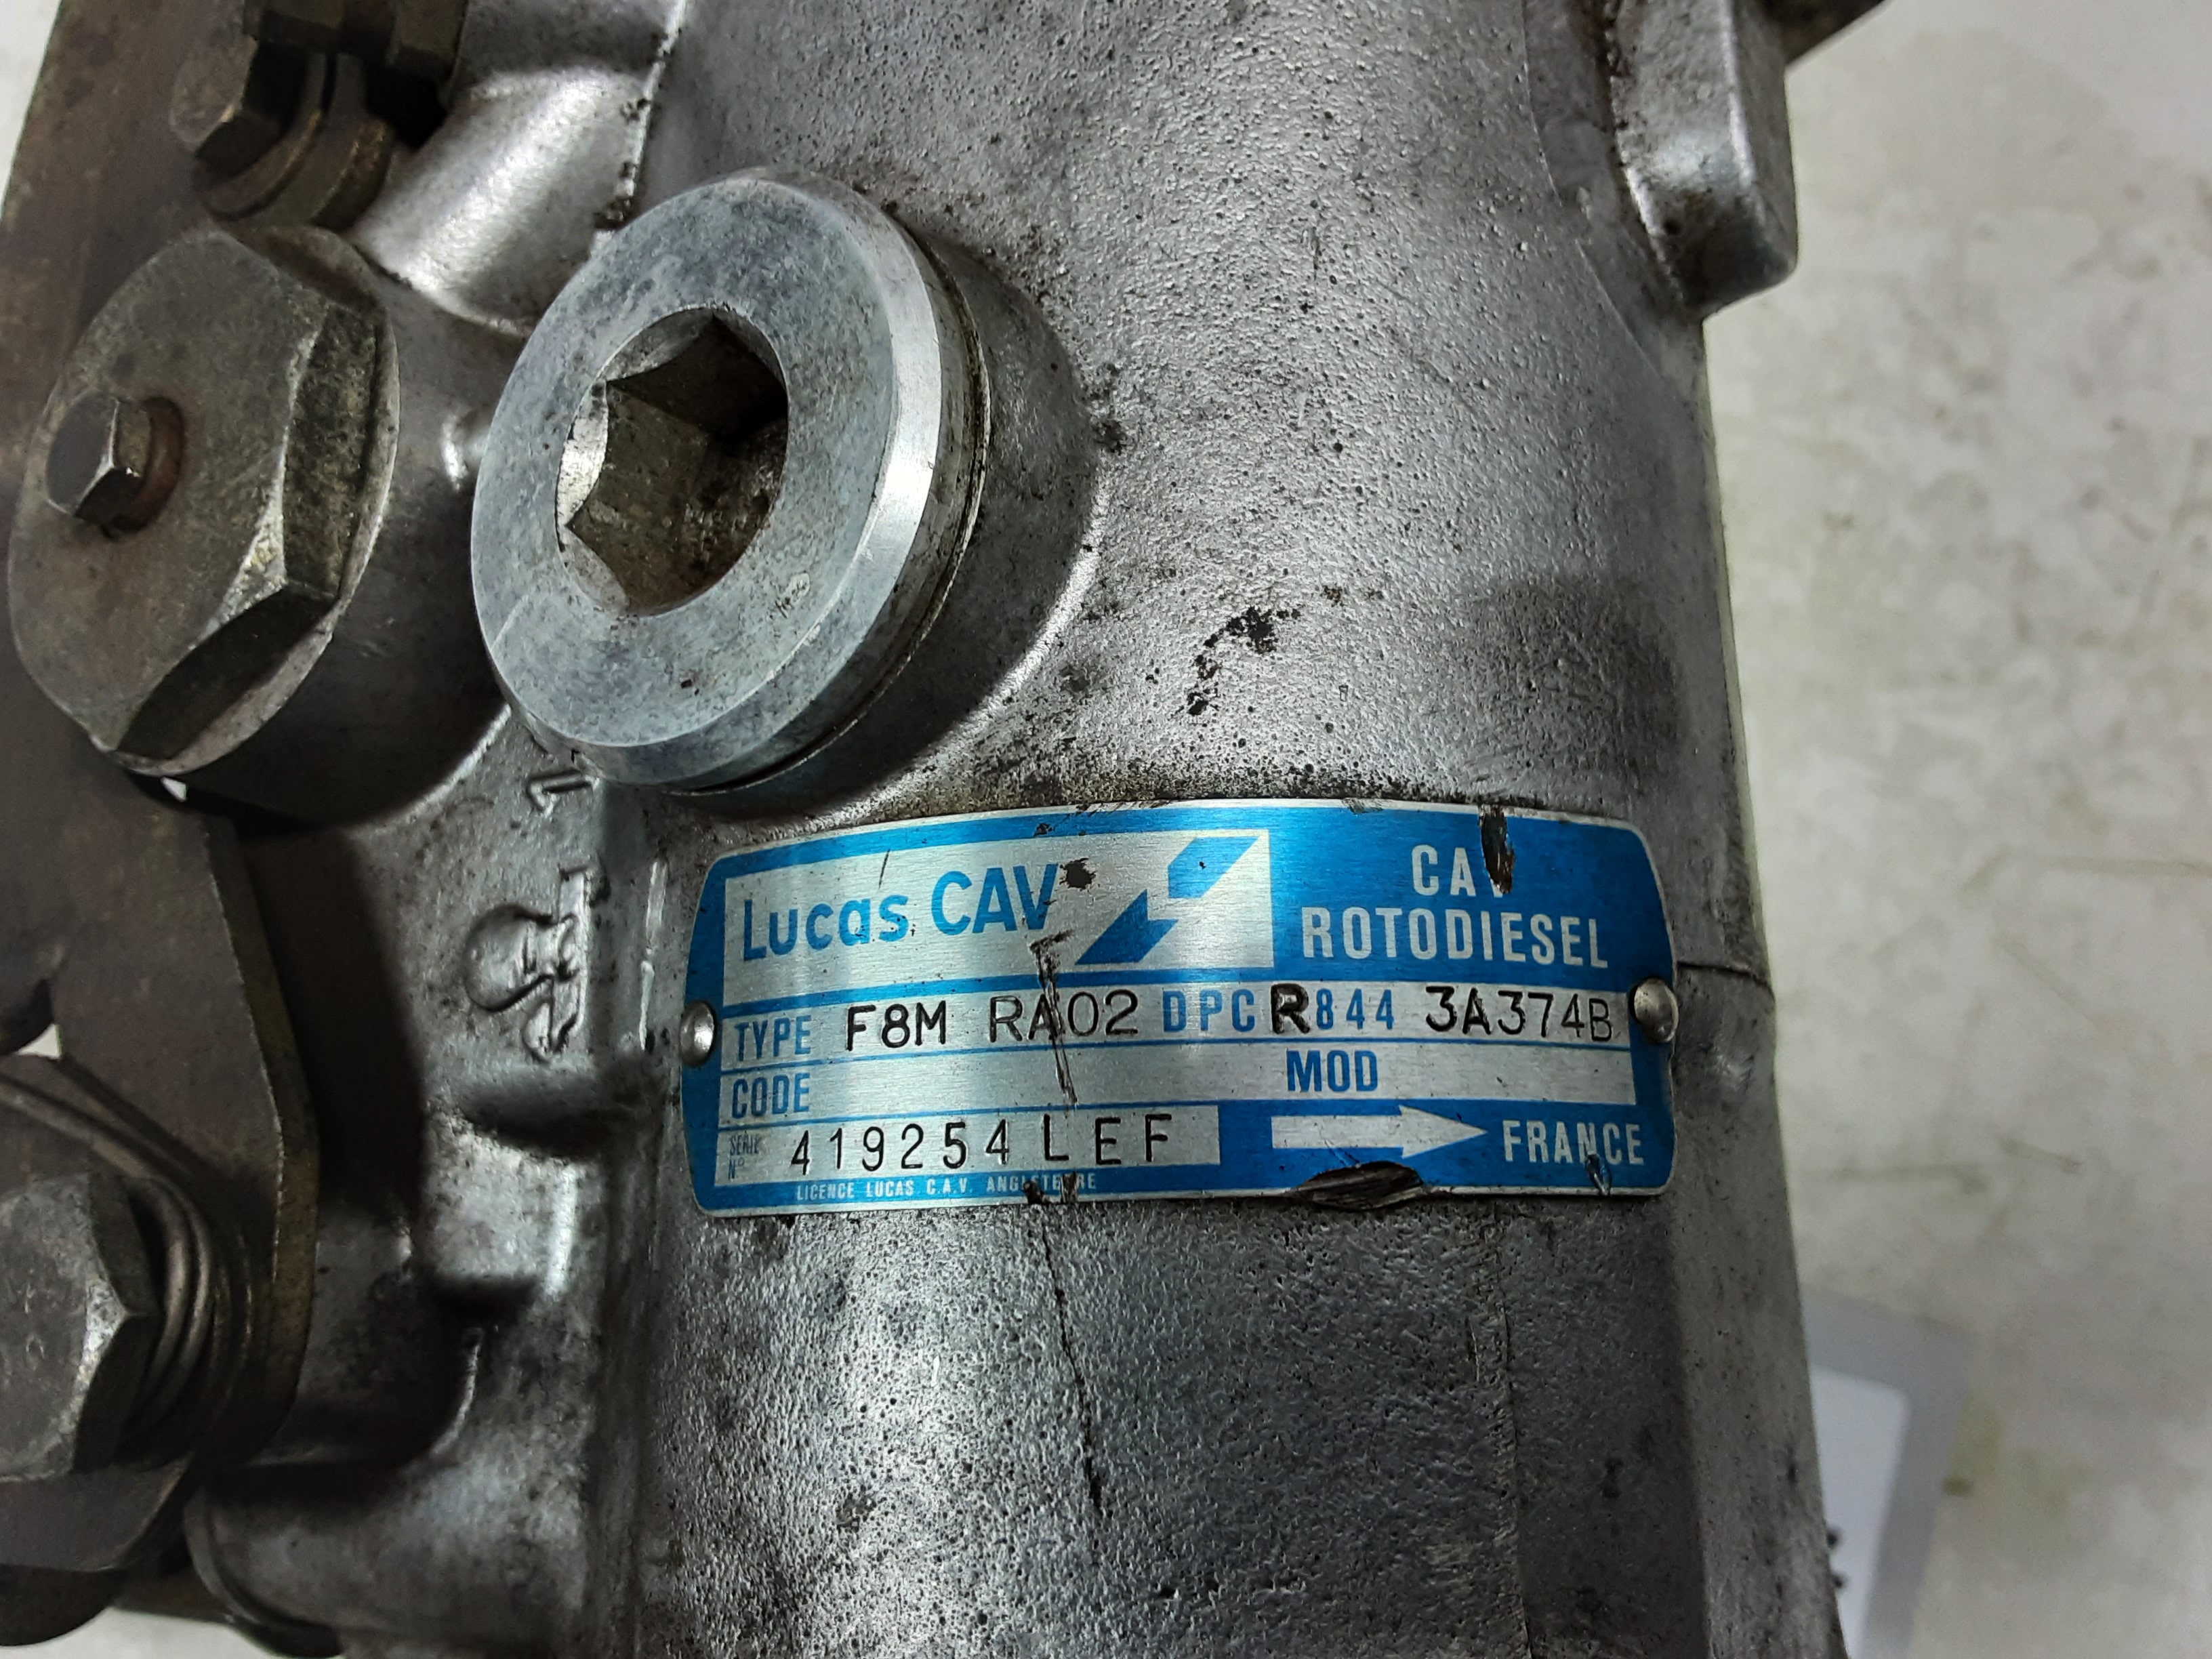 Lucas CAV
CAV
ROTODIESEL
TYPE F8M RA02 DPCR844 3A374B
CODE MOD
SERIE N° 419254 LEF
FRANCE
LICENCE LUCAS C.A.V. ANGLETERRE